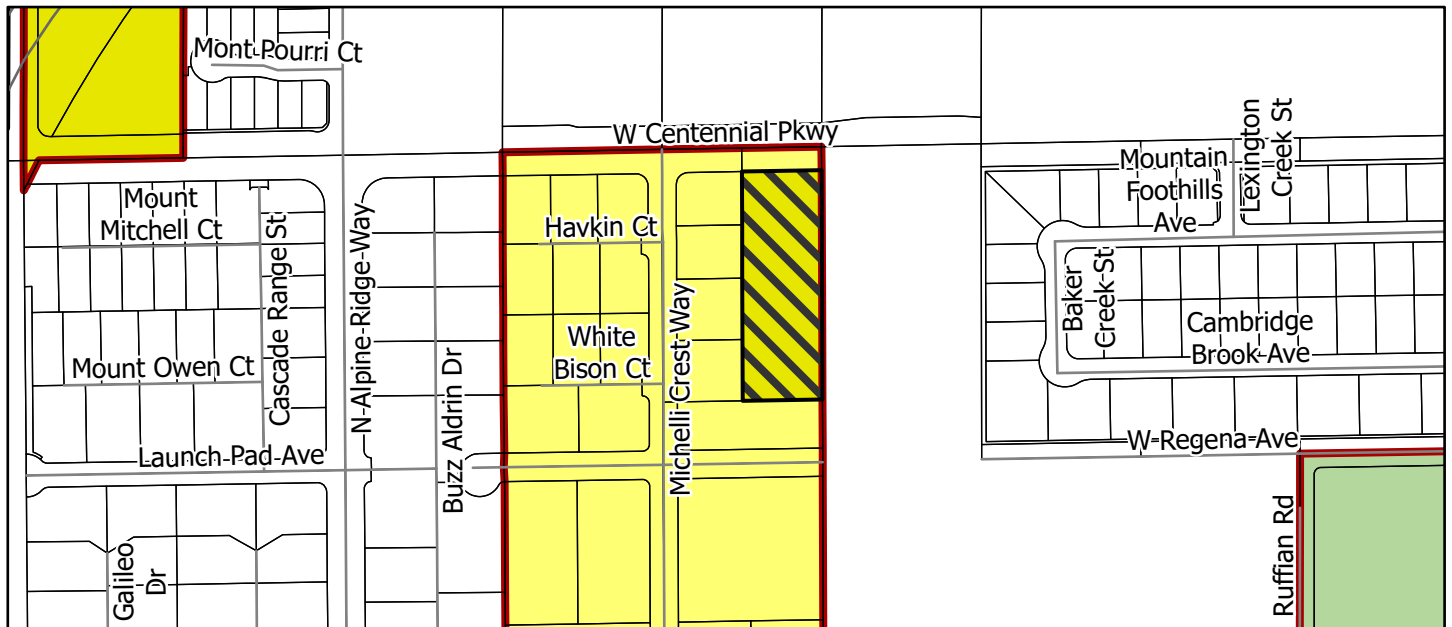 Mont Pourri Ct
W Centennial Pkwy
Lexington
Creek St
Mountain
Foothills
Ave
Mount
Mitchell Ct
Cascade Range St
N Alpine Ridge Way
Havkin Ct
Baker
Creek St
White
Bison Ct
Michelli Crest Way
Cambridge
Brook Ave
Mount Owen Ct
Buzz Aldrin Dr
Launch Pad Ave
W Regena Ave
Galileo
Dr
Ruffian Rd